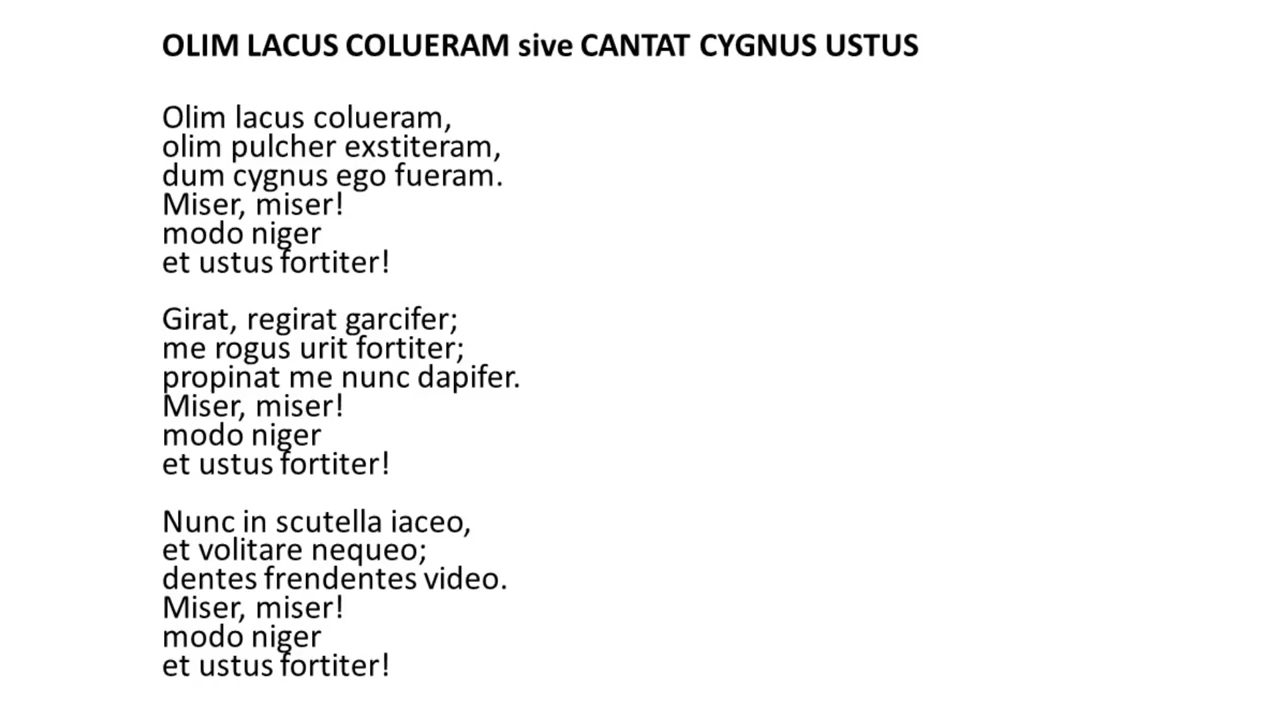 OLIM LACUS COLUERAM sive CANTAT CYGNUS USTUS
Olim lacus colueram,
olim pulcher exstiteram,
dum cygnus ego fueram.
Miser, miser!
modo niger
et ustus fortiter!
Girat, regirat garcifer;
me rogus urit fortiter;
propinat me nunc dapifer.
Miser, miser!
modo niger
et ustus fortiter!
Nunc in scutella iaceo,
et volitare nequeo;
dentes frendentes video.
Miser, miser!
modo niger
et ustus fortiter!